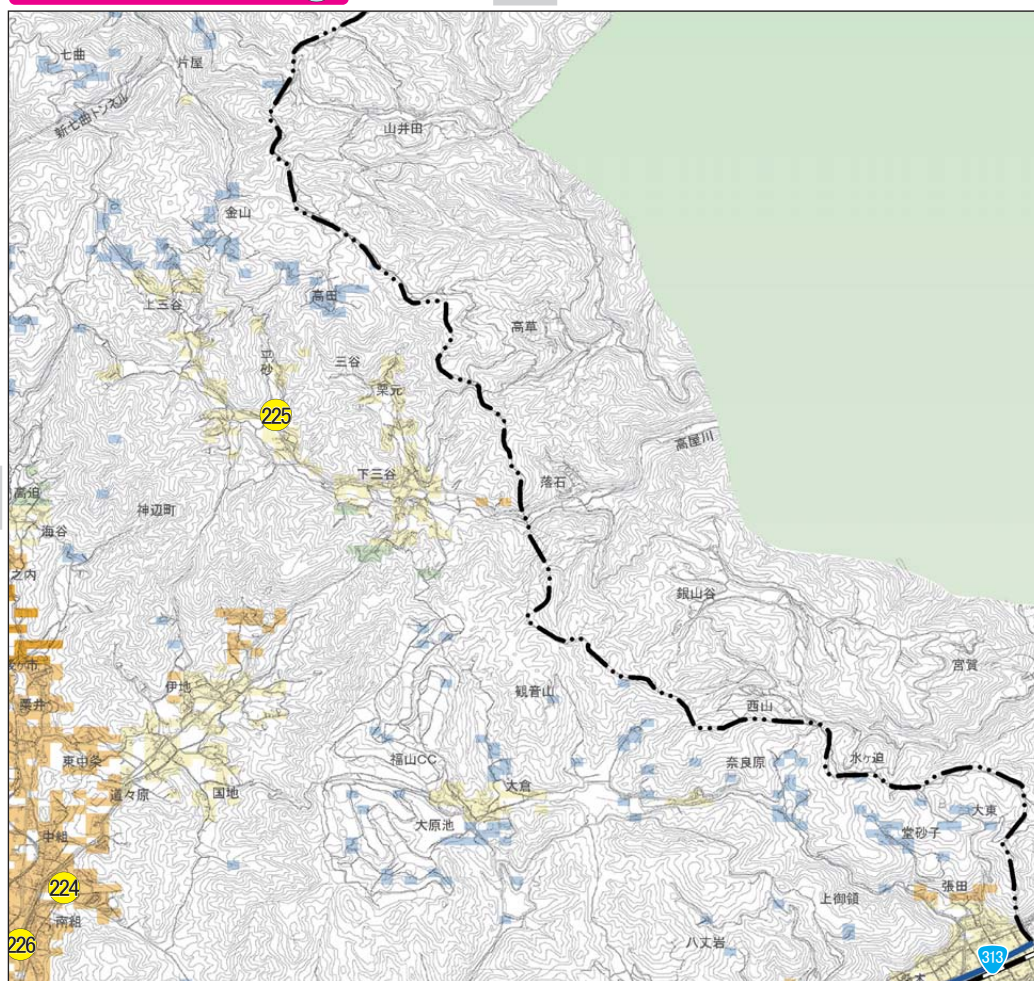 七曲
片屋
新七曲トンネル
山井田
金山
高田
上三谷
高草
平砂
三谷
栗元
225
高屋川
下三谷
落石
高迫
神辺町
海谷
之内
銀山谷
宮賀
伊地
観音山
西山
東中条
福山CC
奈良原
水ヶ迫
道々原
国地
大倉
大原池
大東
中組
堂砂子
224
張田
上御領
南組
226
八丈岩
313